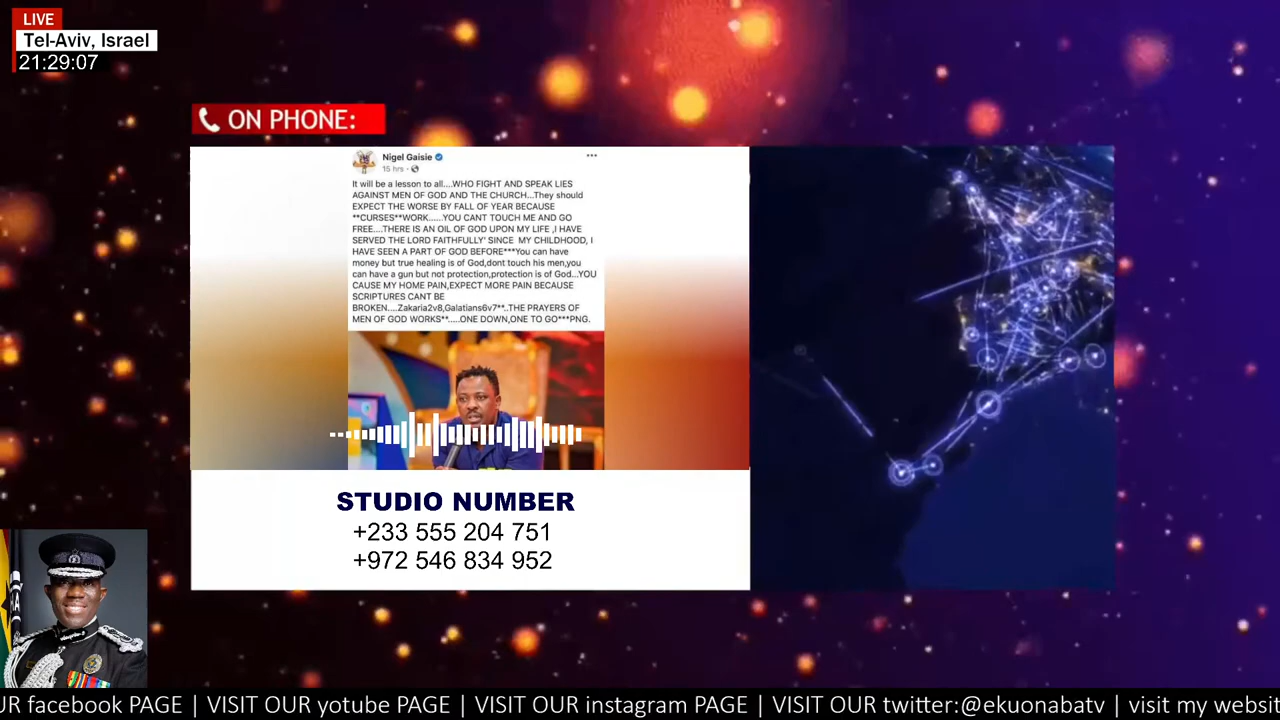 LIVE
Tel-Aviv, Israel
21:29:07
ON PHONE:
Nigel Gaisie
15 hrs ·
It will be a lesson to all....WHO FIGHT AND SPEAK LIES
AGAINST MEN OF GOD AND THE CHURCH...They should
EXPECT THE WORSE BY FALL OF YEAR BECAUSE
**CURSES**WORK......YOU CANT TOUCH ME AND GO
FREE....THERE IS AN OIL OF GOD UPON MY LIFE ,I HAVE
SERVED THE LORD FAITHFULLY' SINCE MY CHILDHOOD, I
HAVE SEEN A PART OF GOD BEFORE***You can have
money but true healing is of God,dont touch his men,you
can have a gun but not protection,protection is of God...YOU
CAUSE MY HOME PAIN,EXPECT MORE PAIN BECAUSE
SCRIPTURES CANT BE
BROKEN....Zakaria2v8,Galatians6v7**..THE PRAYERS OF
MEN OF GOD WORKS**.....ONE DOWN,ONE TO GO***PNG.
STUDIO NUMBER
+233 555 204 751
+972 546 834 952
UR facebook PAGE | VISIT OUR yotube PAGE | VISIT OUR instagram PAGE | VISIT OUR twitter:@ekuonabatv | visit my websit